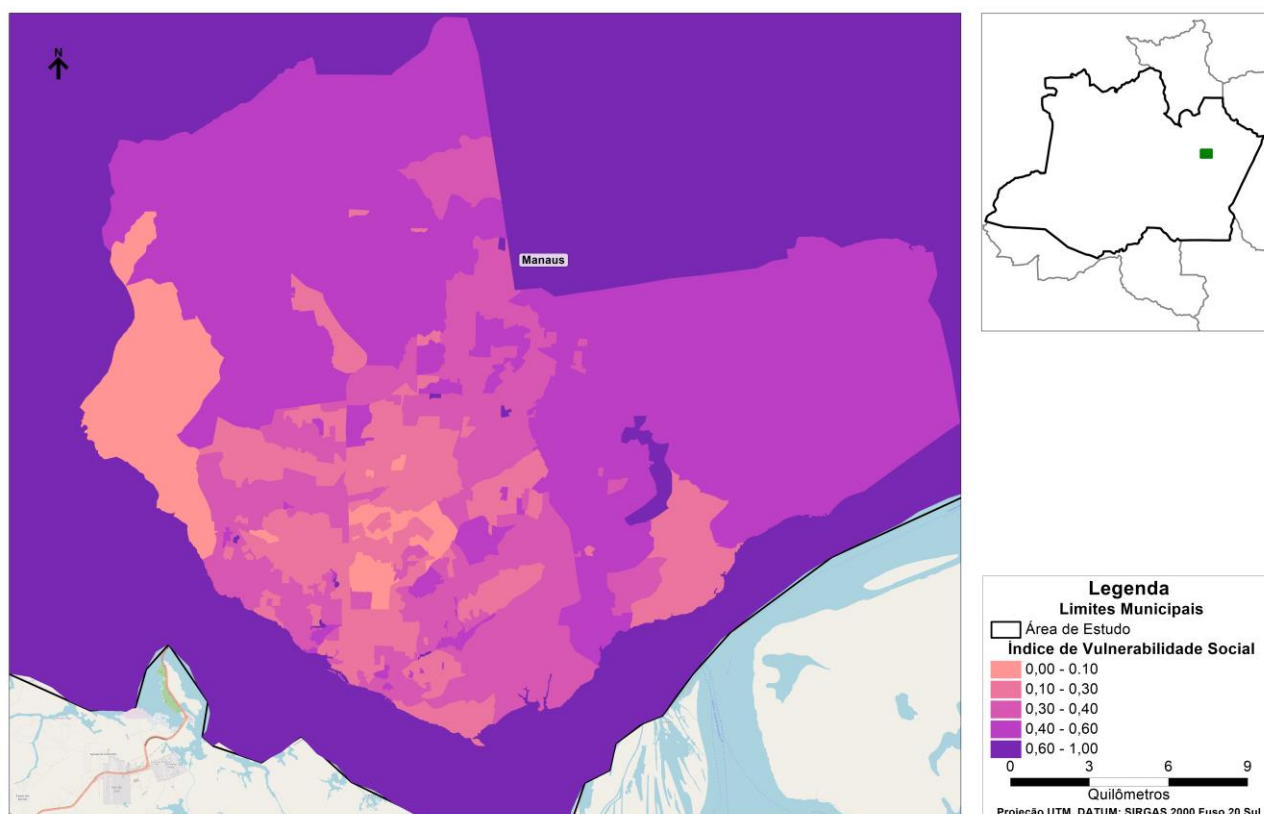 N
Manaus
Legenda
Limites Municipais
Área de Estudo
Índice de Vulnerabilidade Social
0,00 - 0.10
0,10 - 0,30
0,30 - 0,40
0,40 - 0,60
0,60 - 1,00
0 3 6 9
Quilômetros
Projeção UTM. DATUM: SIRGAS 2000 Fuso 20 Sul